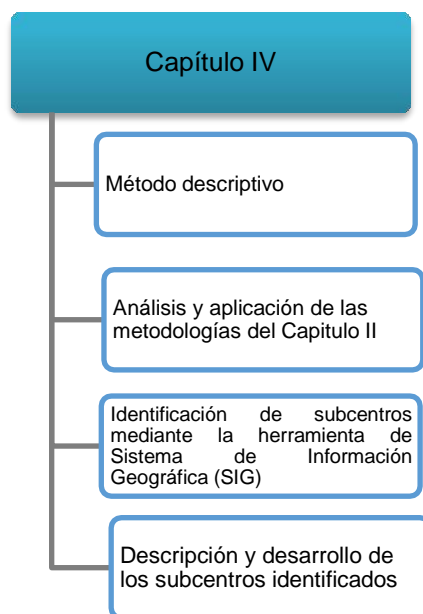 Capítulo IV
Método descriptivo
Análisis y aplicación de las
metodologías del Capitulo II
Identificación de subcentros
mediante la herramienta de
Sistema de Información
Geográfica (SIG)
Descripción y desarrollo de
los subcentros identificados